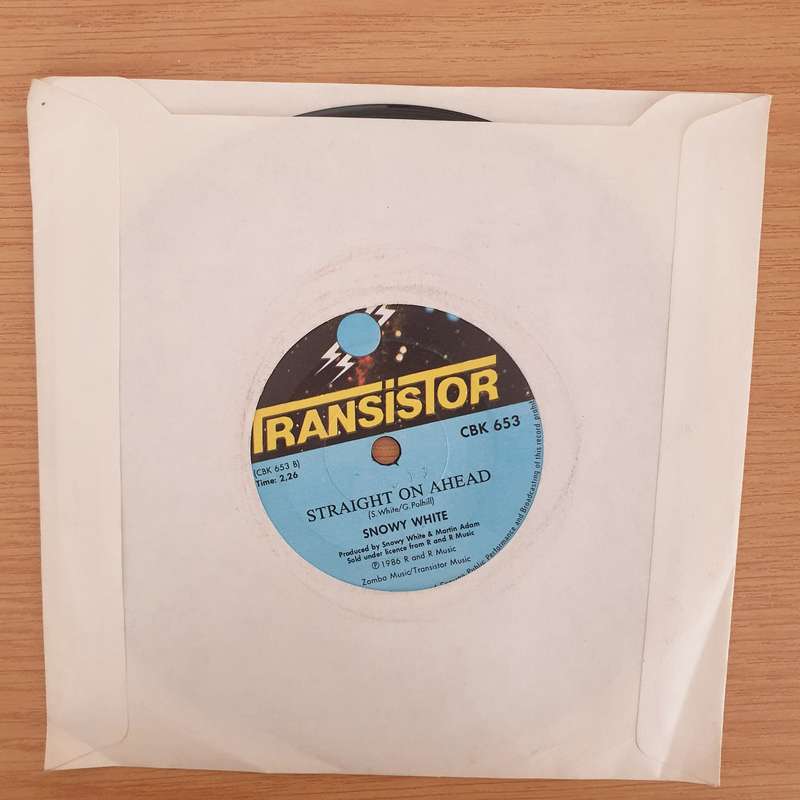 TRANSiSTOR
CBK 653
(CBK 653 B)
Time: 2,26
STRAIGHT ON AHEAD
(S. White/G. Polhill)
SNOWY WHITE
Produced by Snowy White & Martin Adam
Sold under licence from R and R Music
℗ 1986 R and R Music
Zomba Music/Transistor Music
Public Performance and Broadcasting of this record prohib